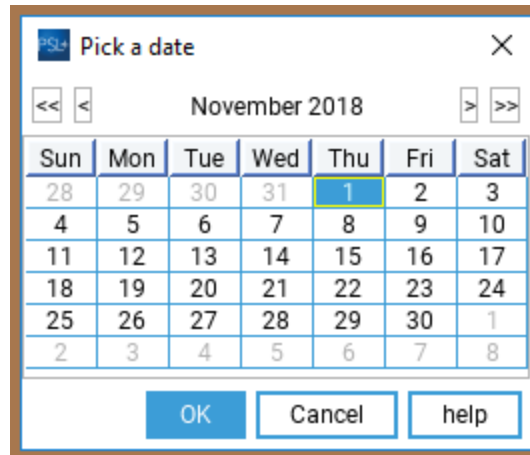 PSL+ Pick a date
<< < November 2018 > >>
Sun Mon Tue Wed Thu Fri Sat
28 29 30 31 1 2 3
4 5 6 7 8 9 10
11 12 13 14 15 16 17
18 19 20 21 22 23 24
25 26 27 28 29 30 1
2 3 4 5 6 7 8
OK Cancel help